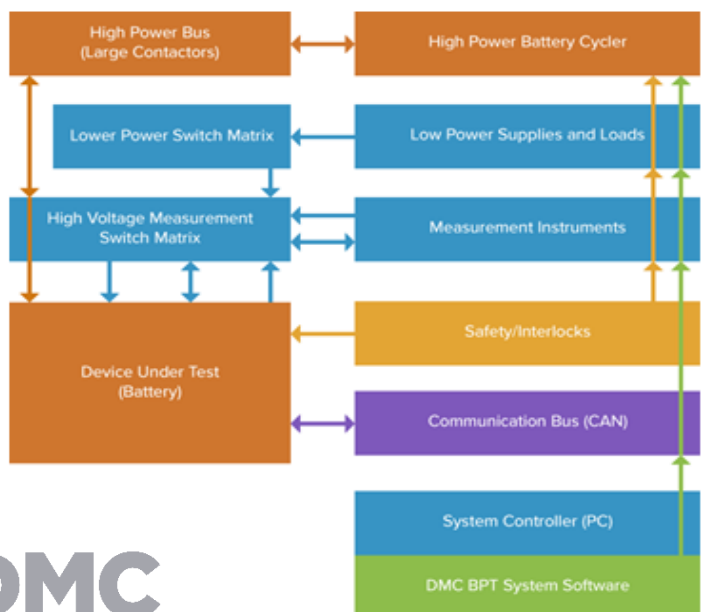 High Power Bus
(Large Contactors)
High Power Battery Cycler
Lower Power Switch Matrix
Low Power Supplies and Loads
High Voltage Measurement
Switch Matrix
Measurement Instruments
Safety/Interlocks
Device Under Test
(Battery)
Communication Bus (CAN)
System Controller (PC)
DMC BPT System Software
DMC